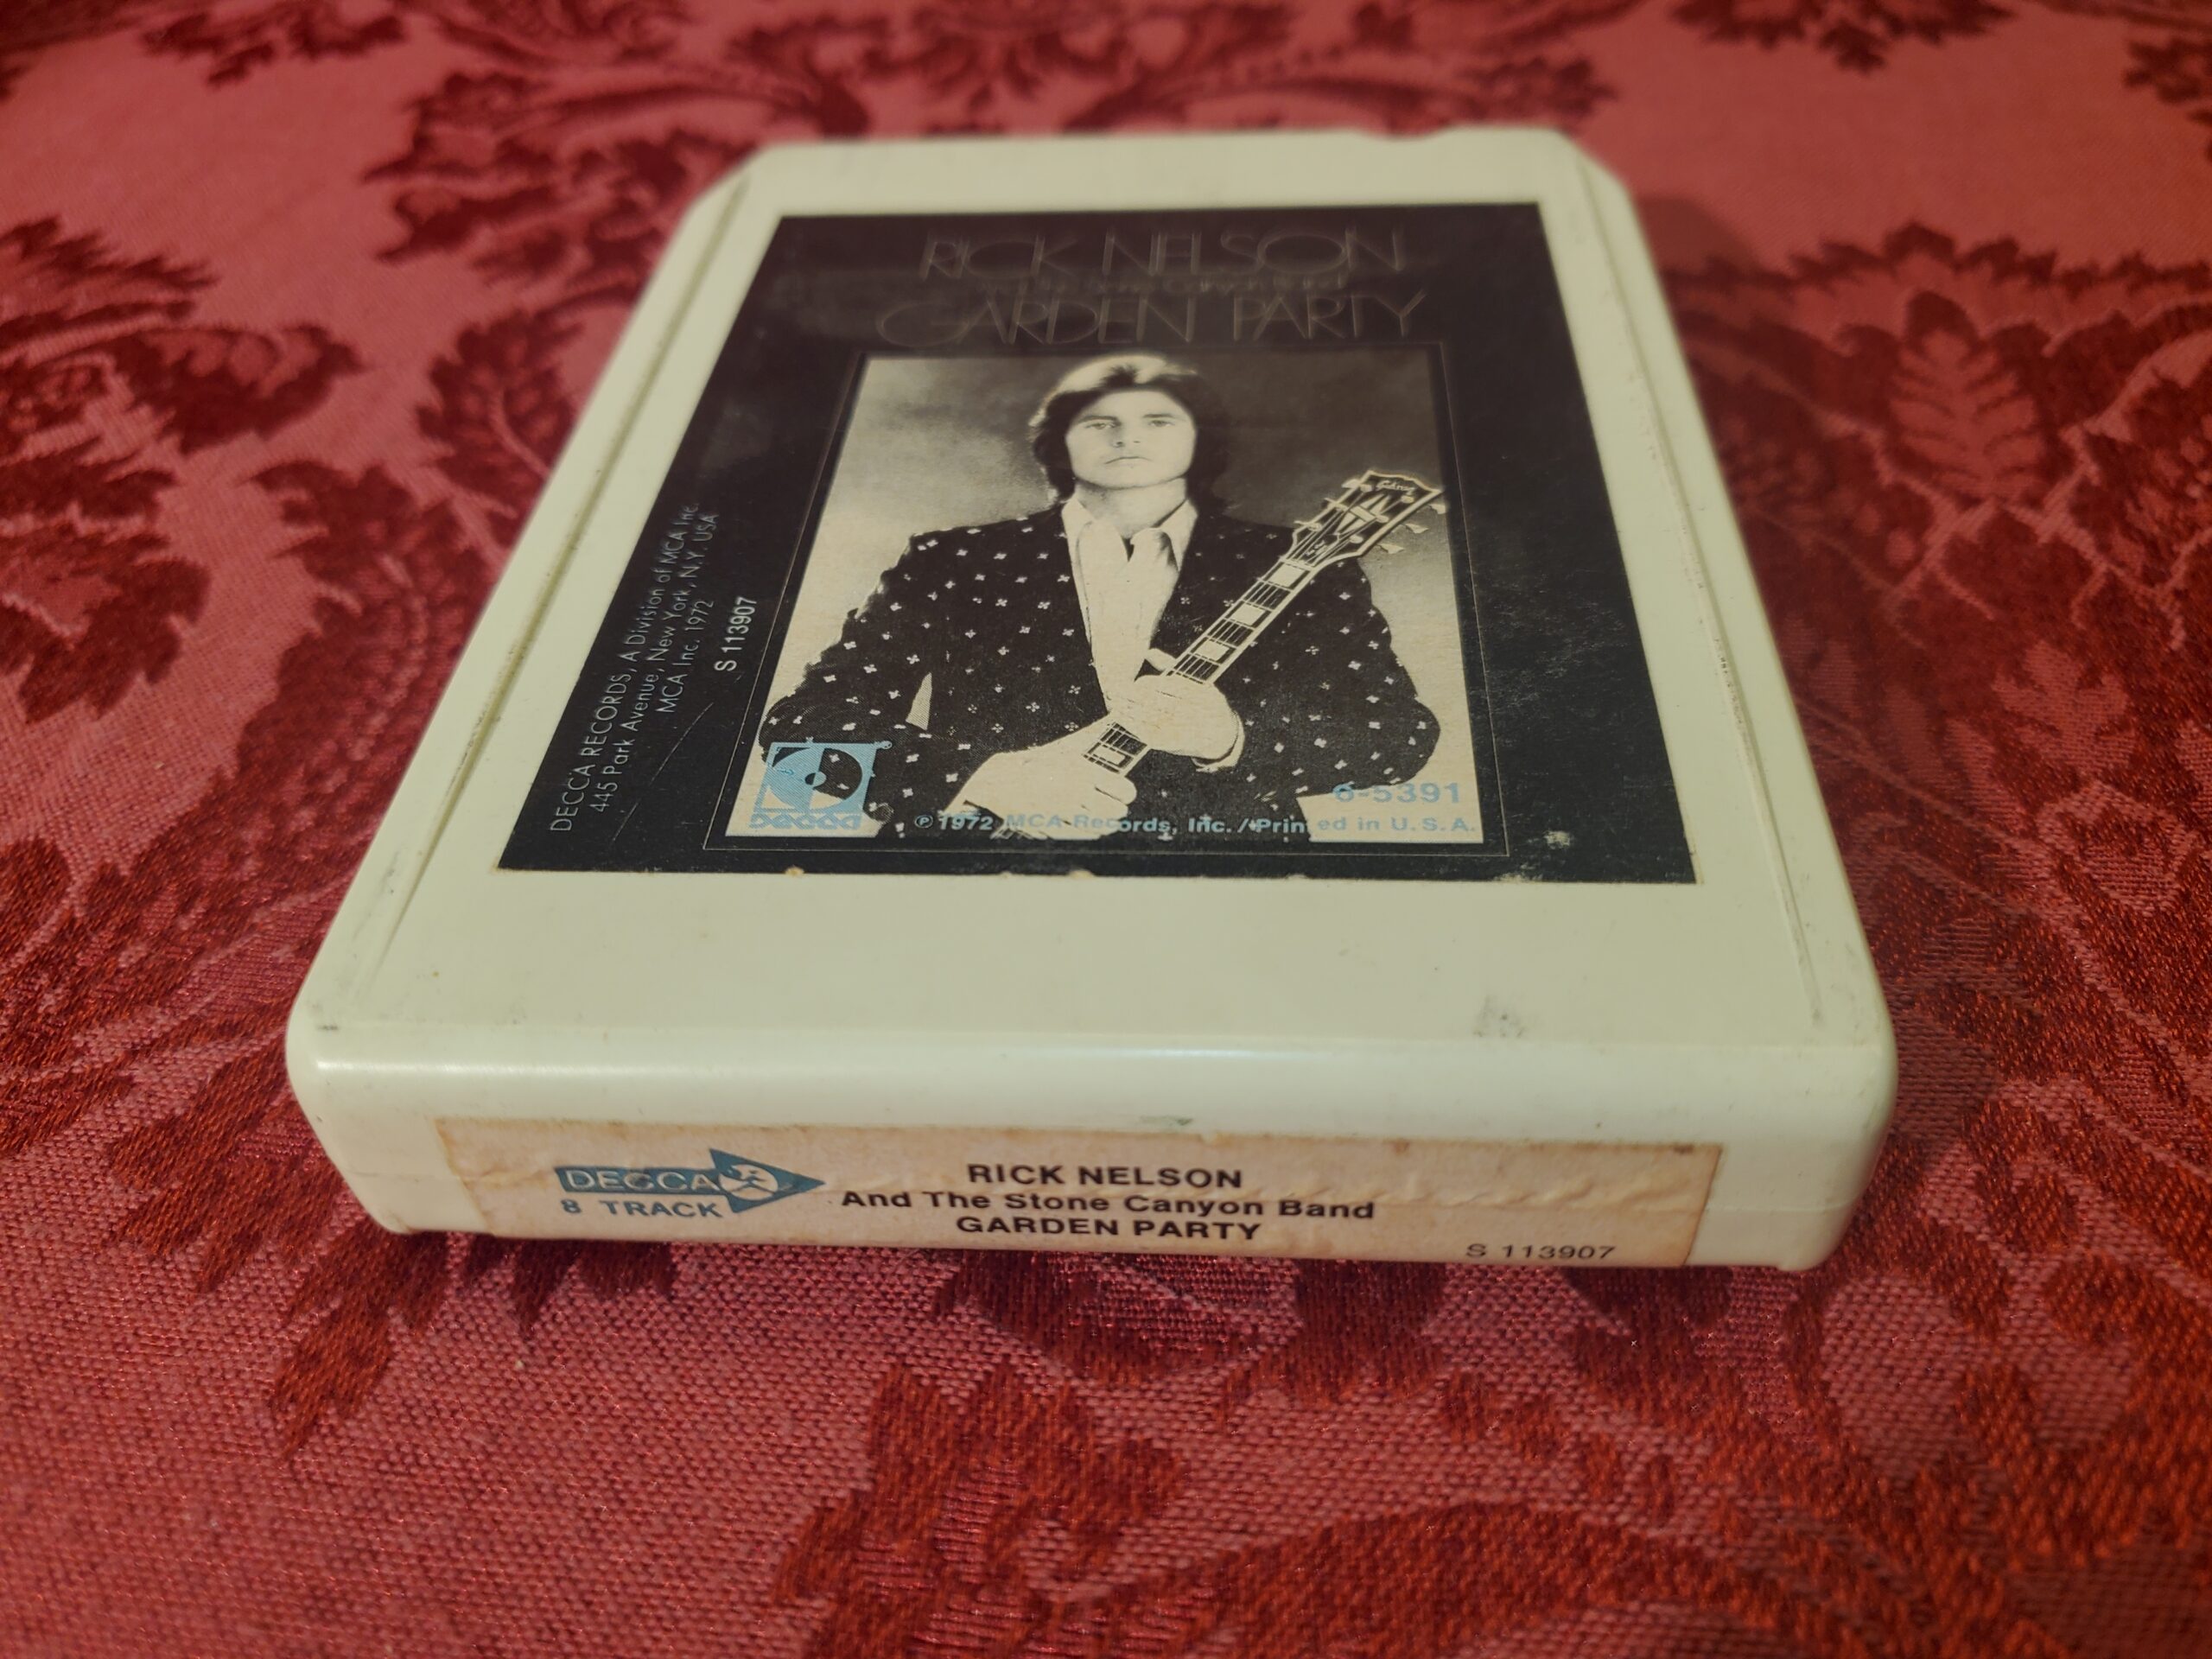 RICK NELSON
and the Stone Canyon Band
GARDEN PARTY
Gibson
DECCA RECORDS, A Division of MCA Inc.
445 Park Avenue, New York, N.Y. USA
MCA Inc. 1972
S 113907
DECCA
6-5391
℗ 1972 MCA Records, Inc. / Printed in U.S.A.
DECCA
8 TRACK
RICK NELSON
And The Stone Canyon Band
GARDEN PARTY
S 113907